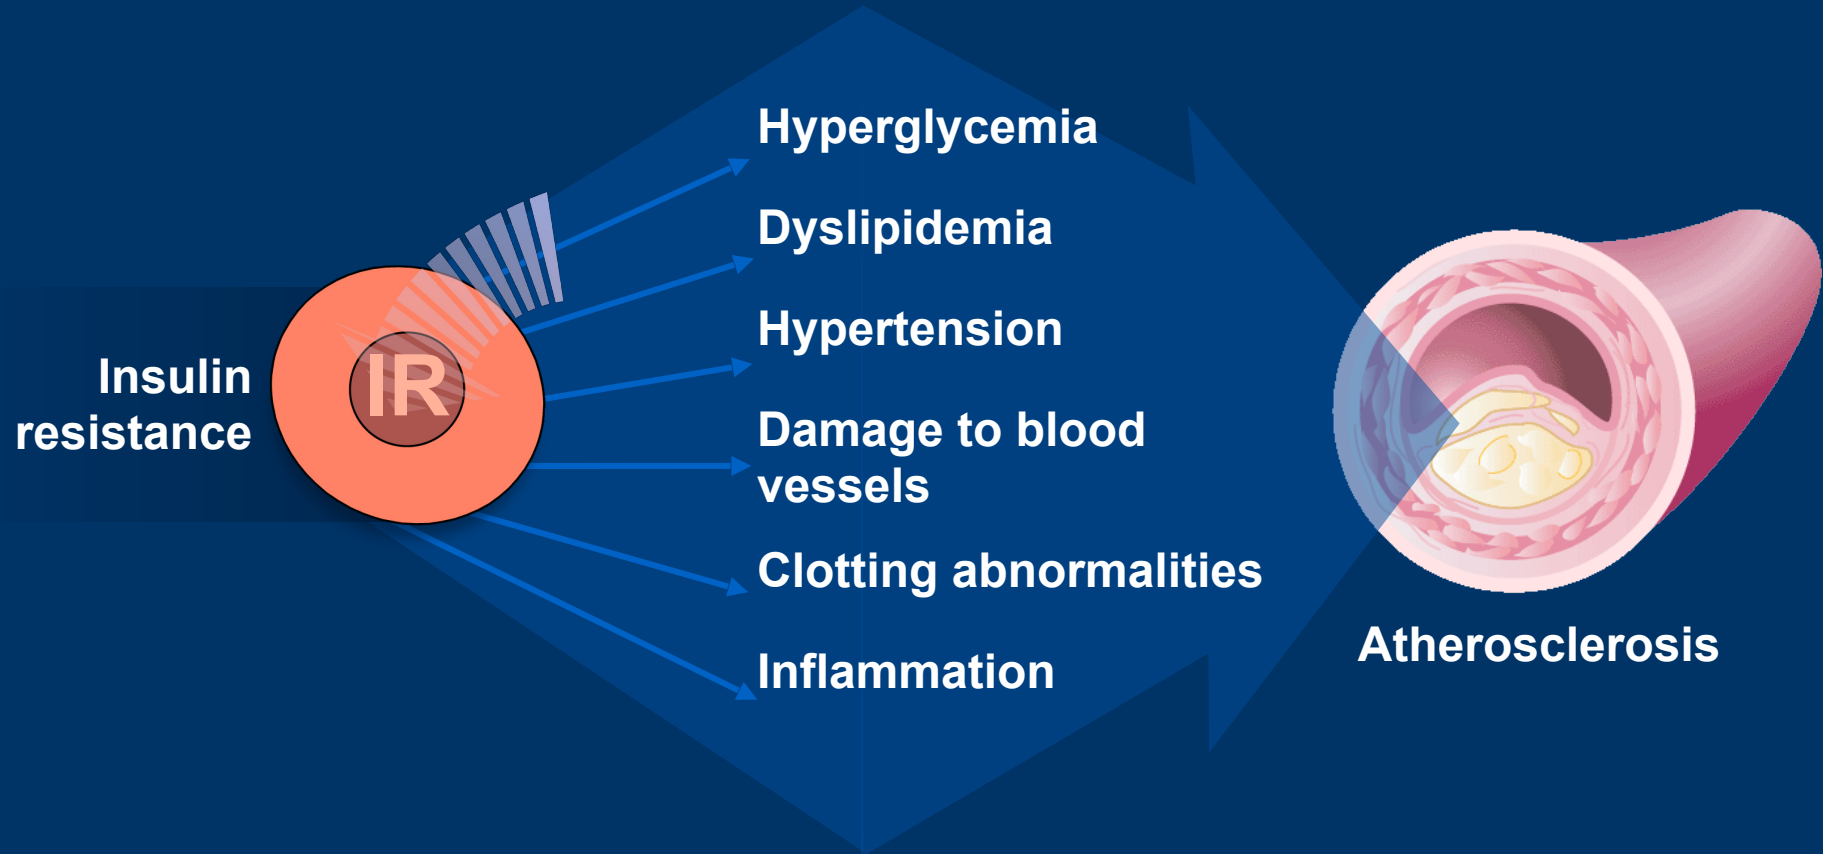 Insulin
resistance
IR
Hyperglycemia
Dyslipidemia
Hypertension
Damage to blood
vessels
Clotting abnormalities
Inflammation
Atherosclerosis